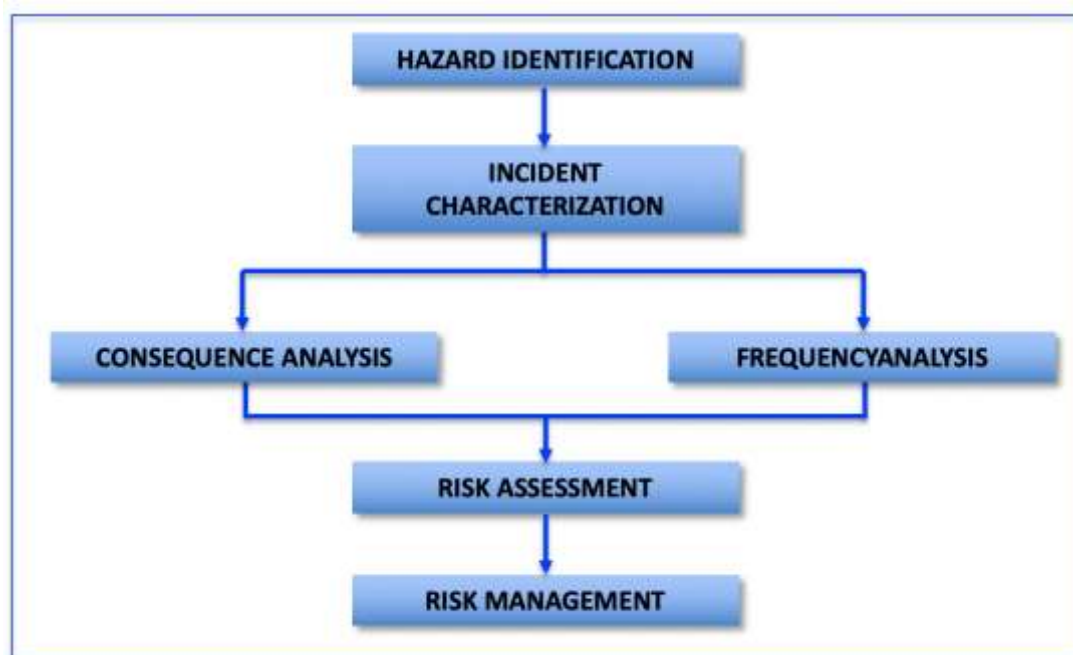 HAZARD IDENTIFICATION
INCIDENT
CHARACTERIZATION
CONSEQUENCE ANALYSIS
FREQUENCYANALYSIS
RISK ASSESSMENT
RISK MANAGEMENT